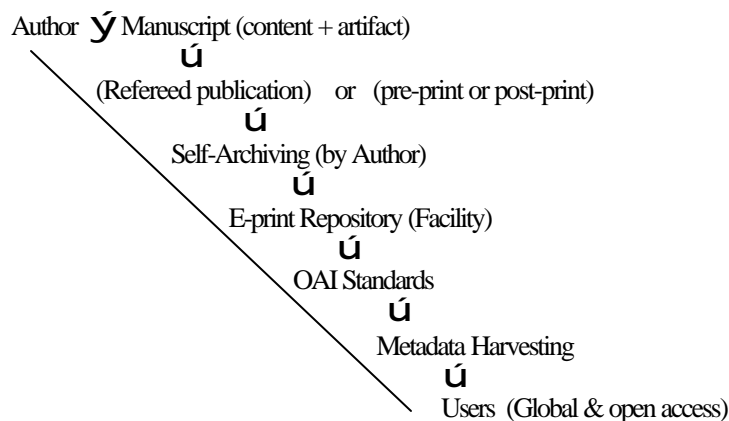 Author ý Manuscript (content + artifact)
ú
(Refereed publication) or (pre-print or post-print)
ú
Self-Archiving (by Author)
ú
E-print Repository (Facility)
ú
OAI Standards
ú
Metadata Harvesting
ú
Users (Global & open access)